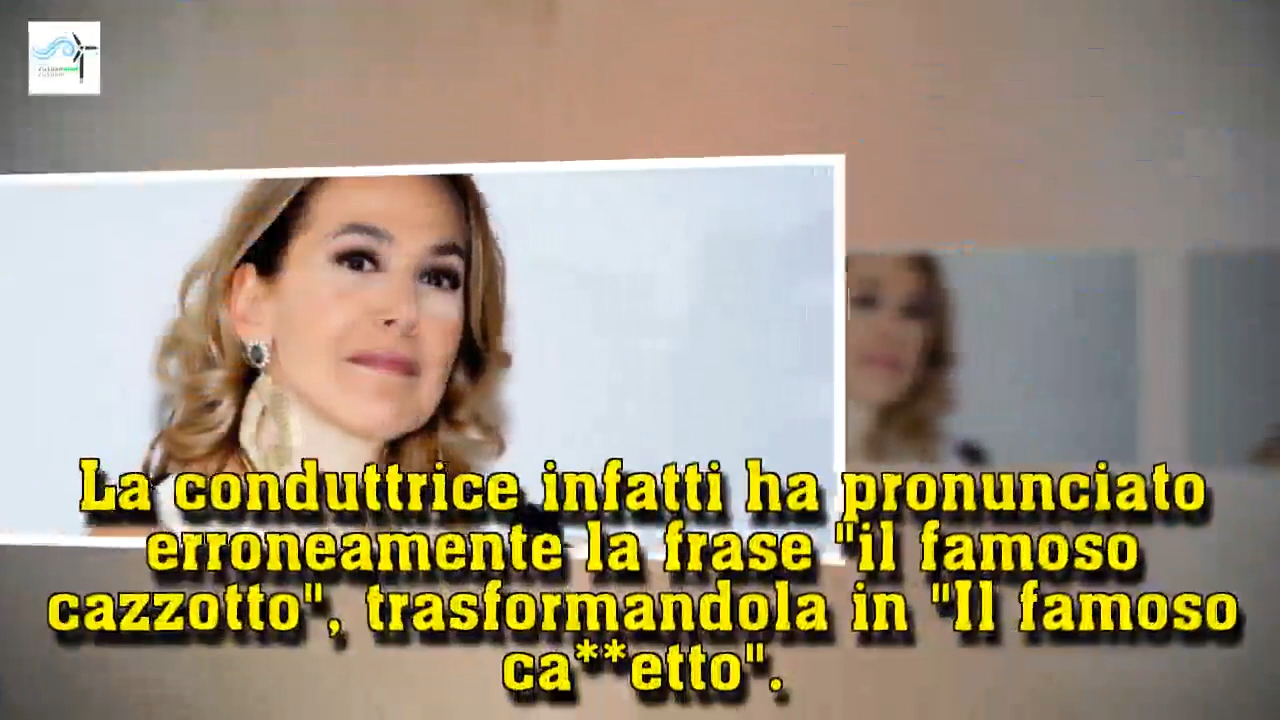 La conduttrice infatti ha pronunciato
erroneamente la frase "il famoso
cazzotto", trasformandola in "Il famoso
ca**etto".